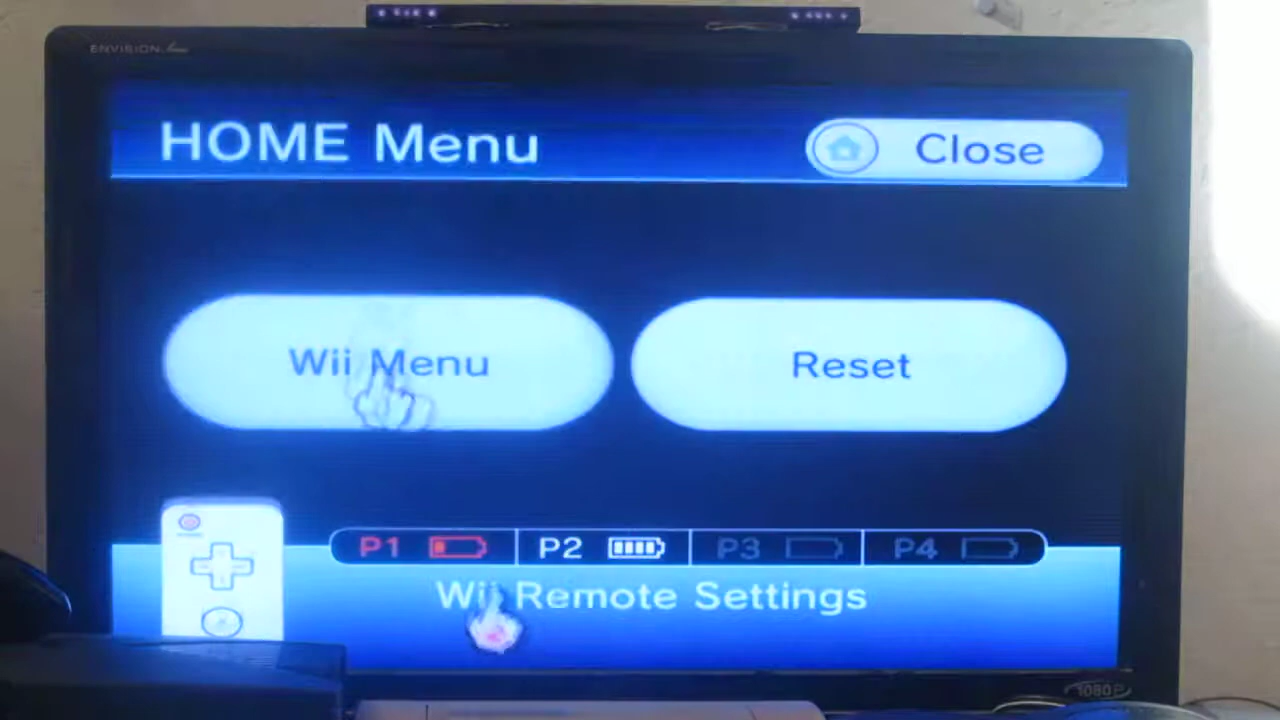 ENVISION
HOME Menu
Close
Wii Menu
Reset
P1
P2
P3
P4
Wii Remote Settings
1080P